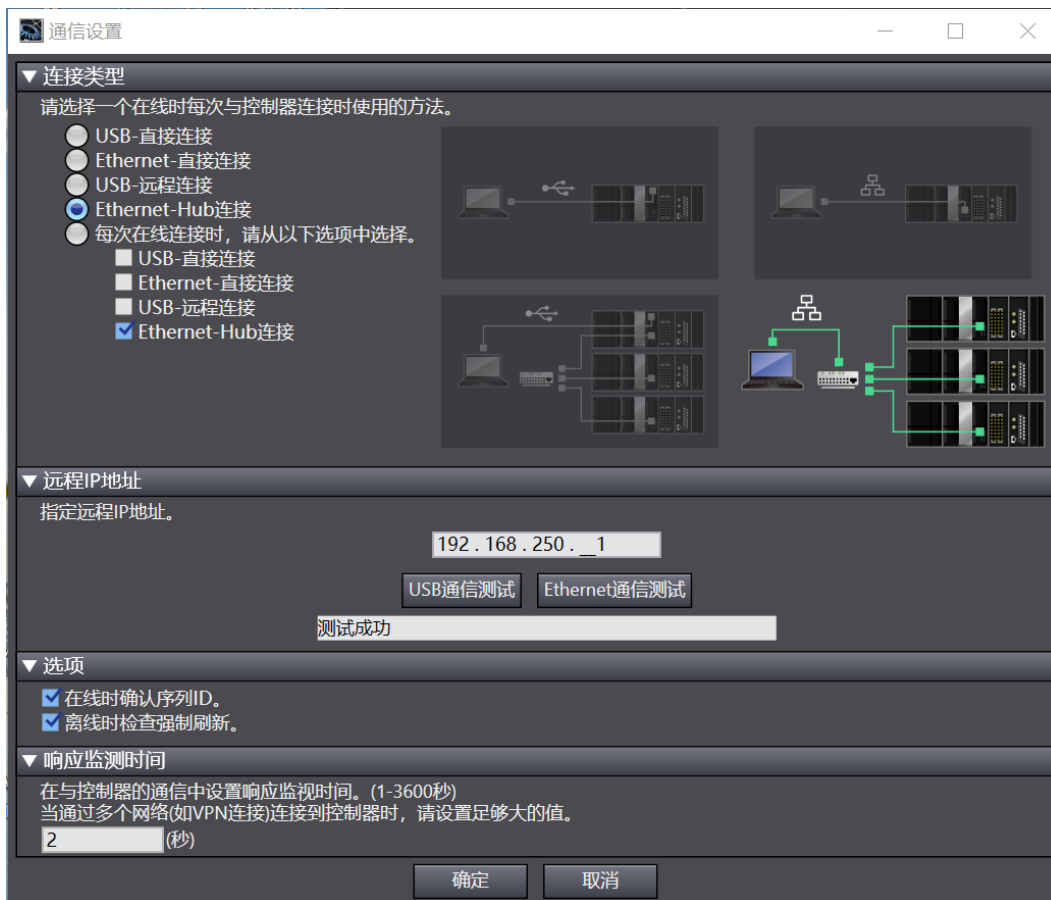 通信设置
▼ 连接类型
请选择一个在线时每次与控制器连接时使用的方法。
USB-直接连接
Ethernet-直接连接
USB-远程连接
Ethernet-Hub连接
每次在线连接时，请从以下选项中选择。
USB-直接连接
Ethernet-直接连接
USB-远程连接
Ethernet-Hub连接
▼ 远程IP地址
指定远程IP地址。
192 . 168 . 250 . __1
USB通信测试 Ethernet通信测试
测试成功
▼ 选项
在线时确认序列ID。
离线时检查强制刷新。
▼ 响应监测时间
在与控制器的通信中设置响应监视时间。(1-3600秒)
当通过多个网络(如VPN连接)连接到控制器时，请设置足够大的值。
2 (秒)
确定 取消